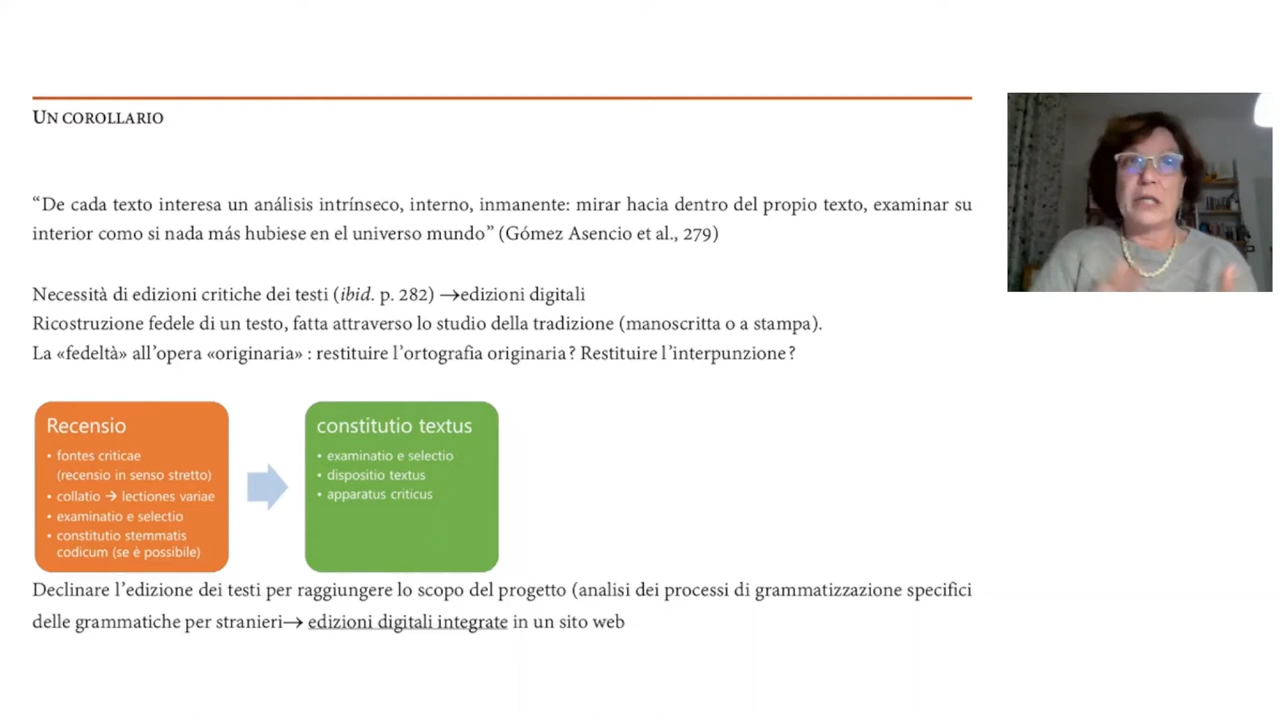 UN COROLLARIO
“De cada texto interesa un análisis intrínseco, interno, inmanente: mirar hacia dentro del propio texto, examinar su
interior como si nada más hubiese en el universo mundo” (Gómez Asencio et al., 279)
Necessità di edizioni critiche dei testi (ibid. p. 282) →edizioni digitali
Ricostruzione fedele di un testo, fatta attraverso lo studio della tradizione (manoscritta o a stampa).
La «fedeltà» all’opera «originaria» : restituire l’ortografia originaria? Restituire l’interpunzione?
Recensio
• fontes criticae
(recensio in senso stretto)
• collatio → lectiones variae
• examinatio e selectio
• constitutio stemmatis
codicum (se è possibile)
constitutio textus
• examinatio e selectio
• dispositio textus
• apparatus criticus
Declinare l’edizione dei testi per raggiungere lo scopo del progetto (analisi dei processi di grammatizzazione specifici
delle grammatiche per stranieri→ edizioni digitali integrate in un sito web